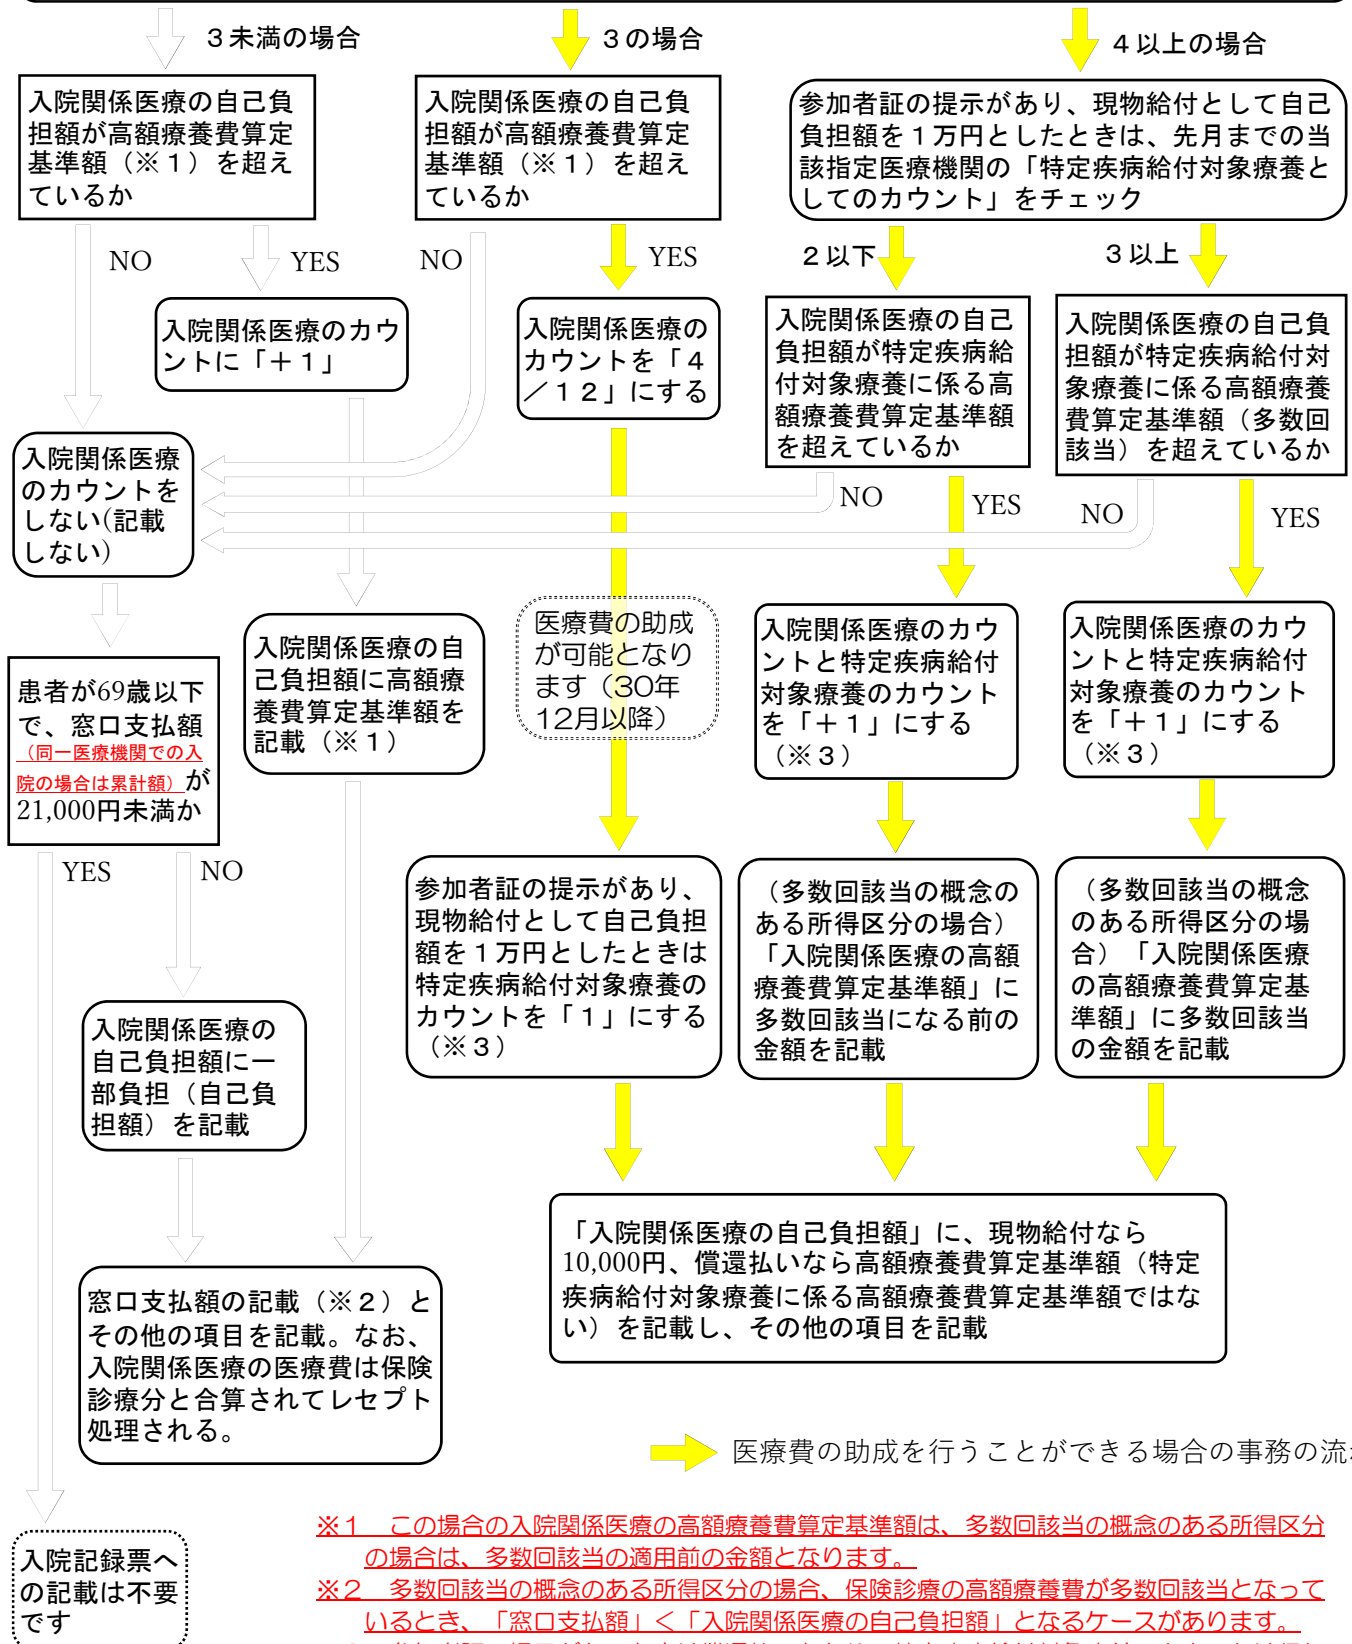 ３未満の場合
３の場合
４以上の場合
入院関係医療の自己負
担額が高額療養費算定
基準額（※１）を超え
ているか
入院関係医療の自己負
担額が高額療養費算定
基準額（※１）を超え
ているか
参加者証の提示があり、現物給付として自己
負担額を１万円としたときは、先月までの当
該指定医療機関の「特定疾病給付対象療養と
してのカウント」をチェック
NO
YES
NO
YES
２以下
３以上
入院関係医療のカウ
ントに「＋１」
入院関係医療の
カウントを「４
／１２」にする
入院関係医療の自己
負担額が特定疾病給
付対象療養に係る高
額療養費算定基準額
を超えているか
入院関係医療の自己負
担額が特定疾病給付対
象療養に係る高額療養
費算定基準額（多数回
該当）を超えているか
入院関係医療
のカウントを
しない(記載
しない)
NO
YES
NO
YES
医療費の助成
が可能となり
ます（30年
12月以降）
入院関係医療の自
己負担額に高額療
養費算定基準額を
記載（※１）
入院関係医療のカウ
ントと特定疾病給付
対象療養のカウント
を「＋１」にする
（※３）
入院関係医療のカウ
ントと特定疾病給付
対象療養のカウント
を「＋１」にする
（※３）
患者が69歳以下
で、窓口支払額
（同一医療機関での入
院の場合は累計額）が
21,000円未満か
YES
NO
参加者証の提示があり、
現物給付として自己負担
額を１万円としたときは
特定疾病給付対象療養の
カウントを「１」にする
（※３）
（多数回該当の概念の
ある所得区分の場合）
「入院関係医療の高額
療養費算定基準額」に
多数回該当になる前の
金額を記載
（多数回該当の概念
のある所得区分の場
合）「入院関係医療
の高額療養費算定基
準額」に多数回該当
の金額を記載
入院関係医療の
自己負担額に一
部負担（自己負
担額）を記載
「入院関係医療の自己負担額」に、現物給付なら
10,000円、償還払いなら高額療養費算定基準額（特定
疾病給付対象療養に係る高額療養費算定基準額ではな
い）を記載し、その他の項目を記載
窓口支払額の記載（※２）と
その他の項目を記載。なお、
入院関係医療の医療費は保険
診療分と合算されてレセプト
処理される。
医療費の助成を行うことができる場合の事務の流
入院記録票へ
の記載は不要
です
※１　この場合の入院関係医療の高額療養費算定基準額は、多数回該当の概念のある所得区分
の場合は、多数回該当の適用前の金額となります。
※２　多数回該当の概念のある所得区分の場合、保険診療の高額療養費が多数回該当となって
いるとき、「窓口支払額」＜「入院関係医療の自己負担額」となるケースがあります。